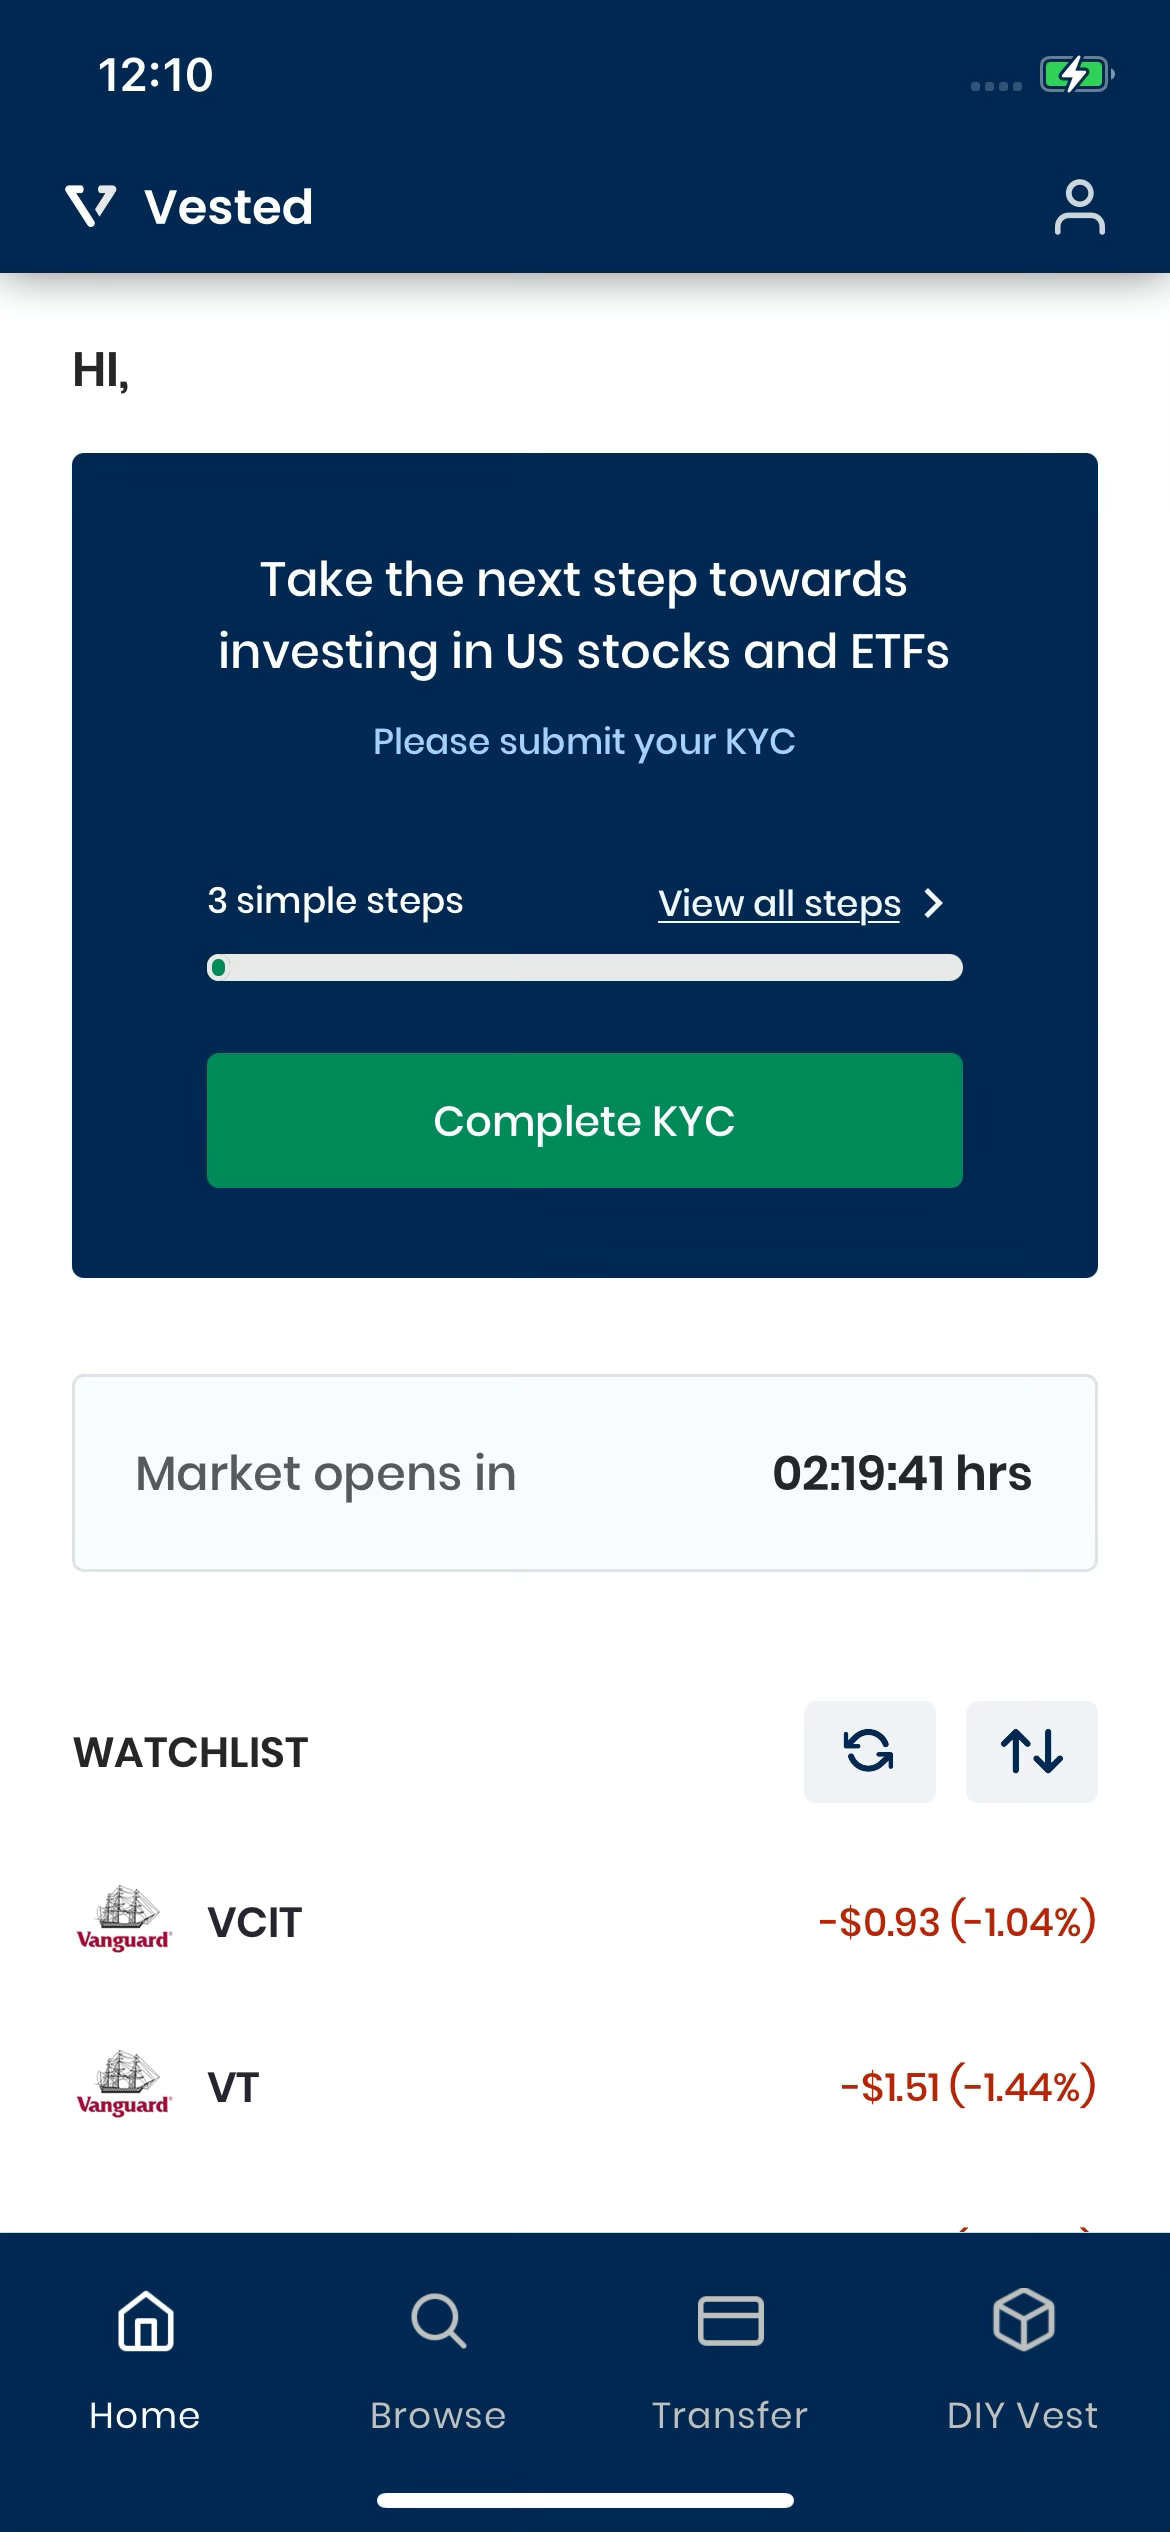 12:10
Vested
HI,
Take the next step towards
investing in US stocks and ETFs
Please submit your KYC
3 simple steps
View all steps
Complete KYC
Market opens in
02:19:41 hrs
WATCHLIST
Vanguard
VCIT
-$0.93 (-1.04%)
Vanguard
VT
-$1.51 (-1.44%)
Home
Browse
Transfer
DIY Vest